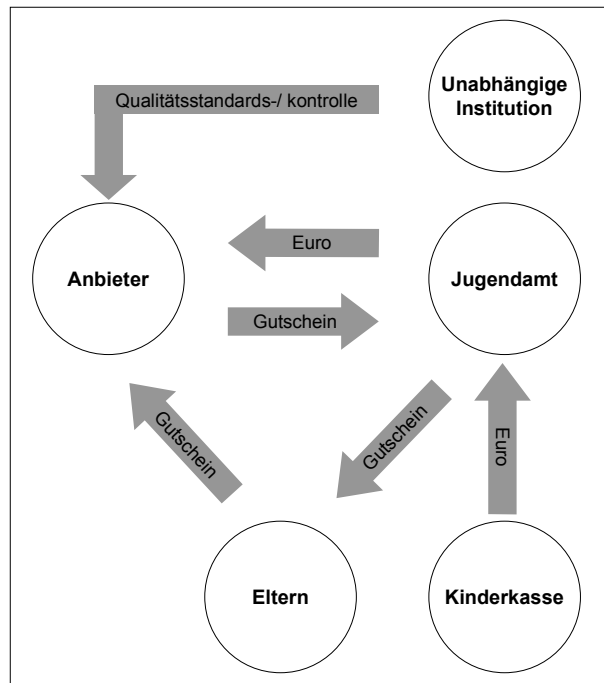 Unabhängige
Institution
Qualitätsstandards-/ kontrolle
Anbieter
Euro
Jugendamt
Gutschein
Gutschein
Gutschein
Euro
Eltern
Kinderkasse